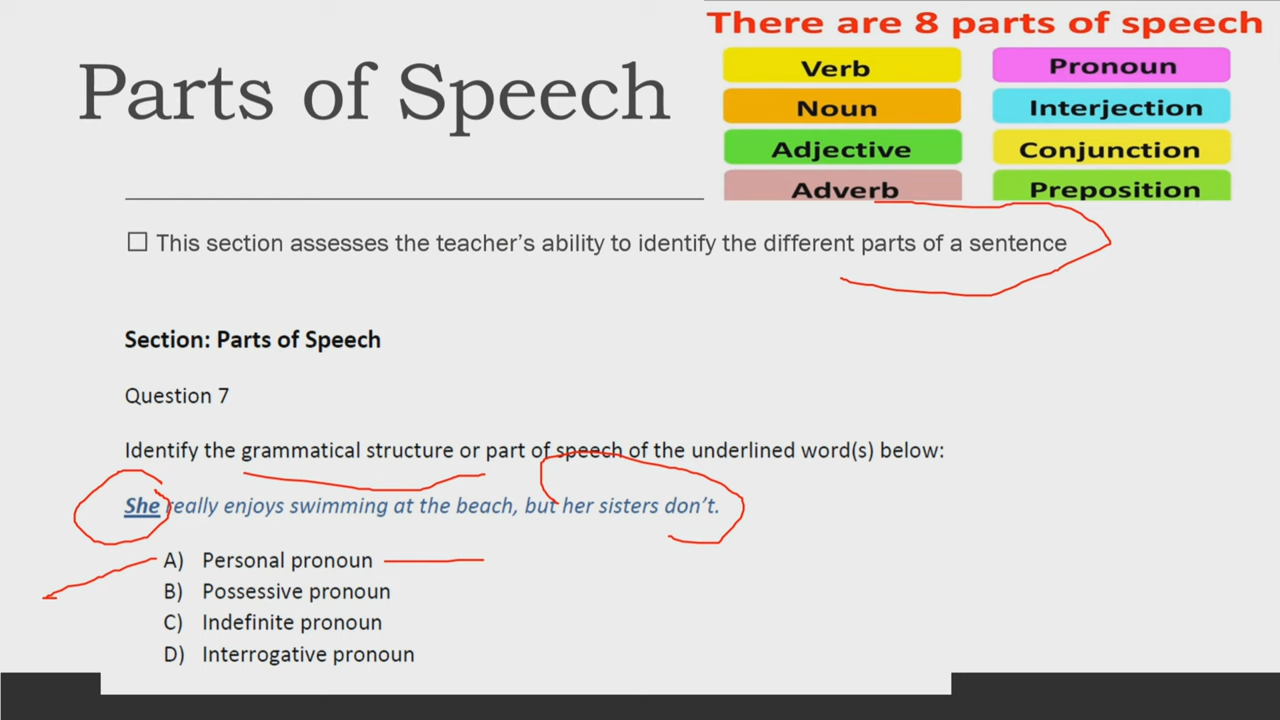 There are 8 parts of speech
Parts of Speech
Verb
Pronoun
Noun
Interjection
Adjective
Conjunction
Adverb
Preposition
☐ This section assesses the teacher’s ability to identify the different parts of a sentence
Section: Parts of Speech
Question 7
Identify the grammatical structure or part of speech of the underlined word(s) below:
She really enjoys swimming at the beach, but her sisters don’t.
A) Personal pronoun
B) Possessive pronoun
C) Indefinite pronoun
D) Interrogative pronoun